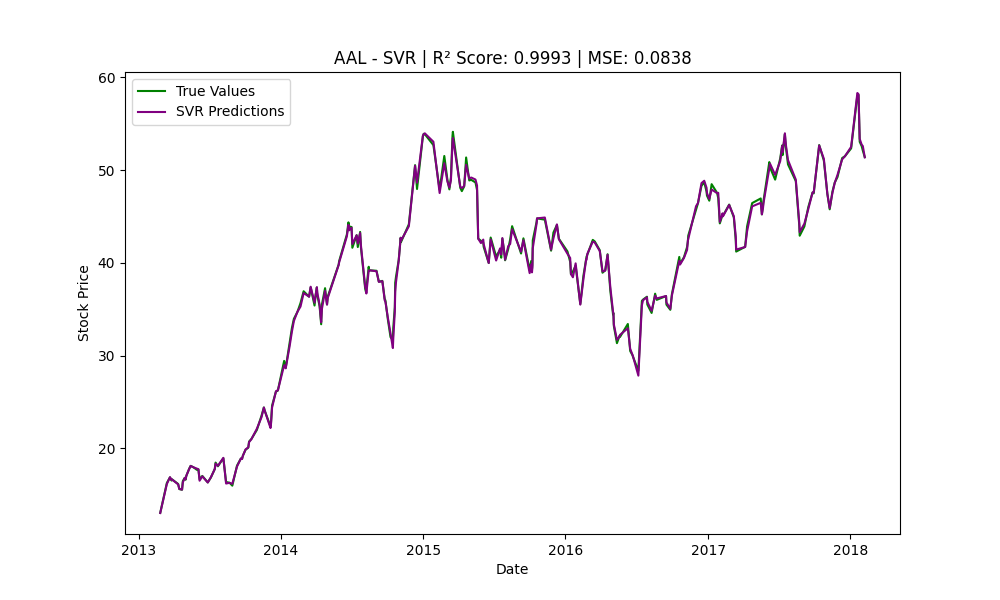 AAL - SVR | R² Score: 0.9993 | MSE: 0.0838
True Values
SVR Predictions
60
50
40
30
20
Stock Price
2013 2014 2015 2016 2017 2018
Date